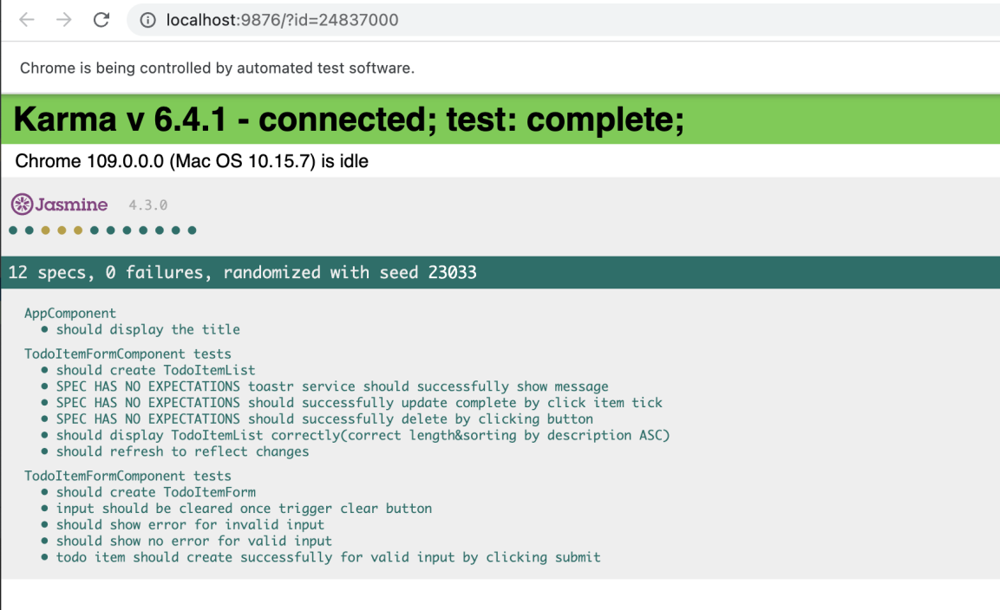 localhost:9876/?id=24837000
Chrome is being controlled by automated test software.
Karma v 6.4.1 - connected; test: complete;
Chrome 109.0.0.0 (Mac OS 10.15.7) is idle
Jasmine 4.3.0
12 specs, 0 failures, randomized with seed 23033
AppComponent
• should display the title
TodoItemFormComponent tests
• should create TodoItemList
• SPEC HAS NO EXPECTATIONS toastr service should successfully show message
• SPEC HAS NO EXPECTATIONS should successfully update complete by click item tick
• SPEC HAS NO EXPECTATIONS should successfully delete by clicking button
• should display TodoItemList correctly(correct length&sorting by description ASC)
• should refresh to reflect changes
TodoItemFormComponent tests
• should create TodoItemForm
• input should be cleared once trigger clear button
• should show error for invalid input
• should show no error for valid input
• todo item should create successfully for valid input by clicking submit